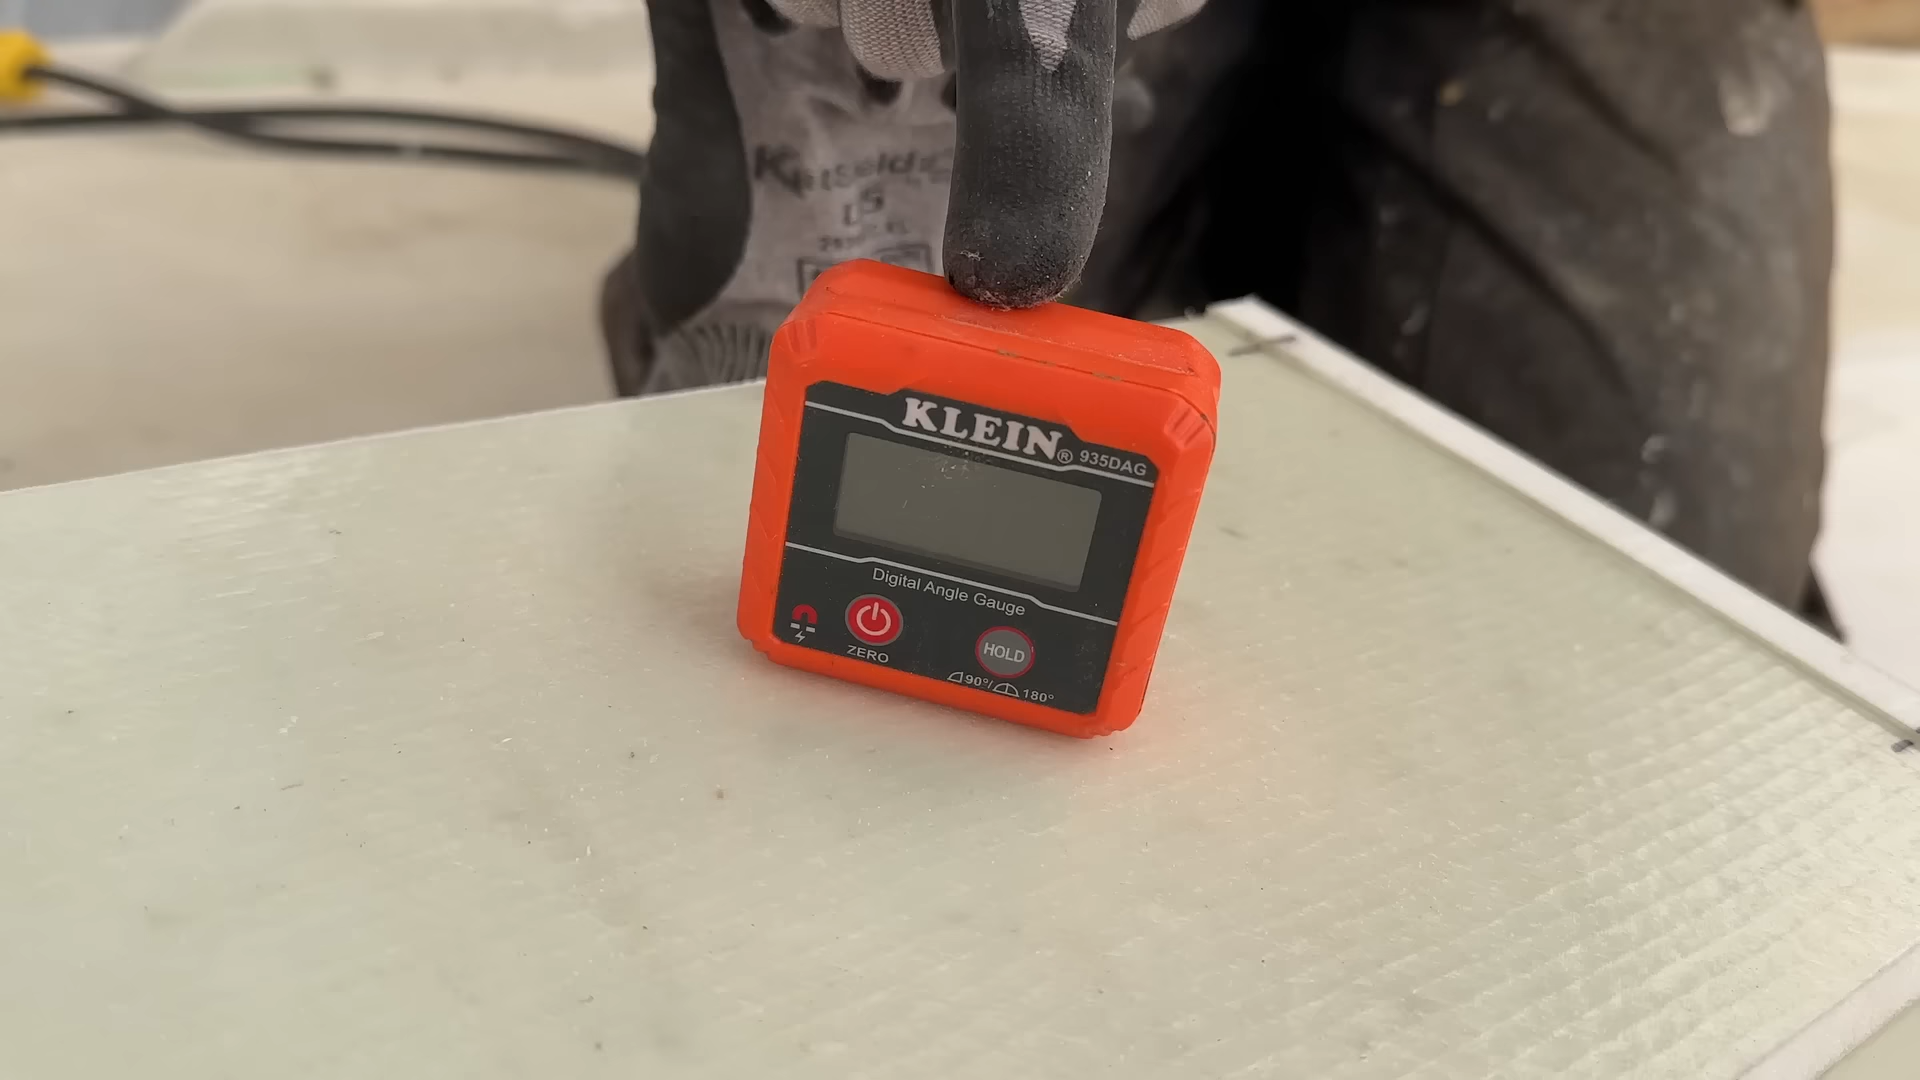 KLEIN® 935DAG
Digital Angle Gauge
ZERO
HOLD
90°/ 180°